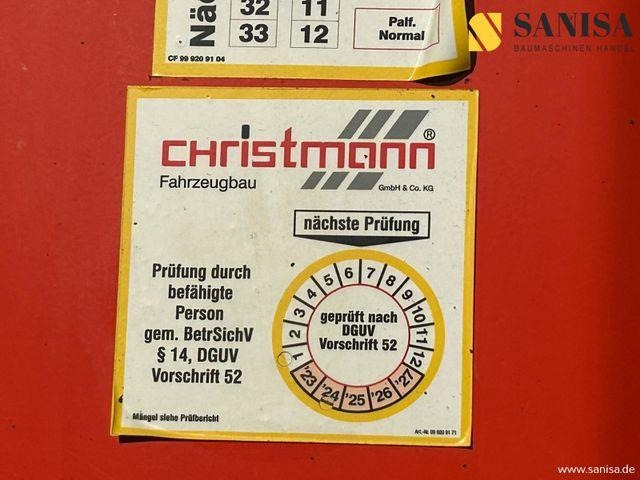 Näc
32 11
33 12
Palf.
Normal
CF 99 920 91 04
SANISA
BAUMASCHINEN HANDEL
christmann®
Fahrzeugbau
GmbH & Co. KG
nächste Prüfung
Prüfung durch
befähigte
Person
gem. BetrSichV
§ 14, DGUV
Vorschrift 52
1 2 3 4 5 6 7 8 9 10 11 12
geprüft nach
DGUV
Vorschrift 52
'23 '24 '25 '26 '27
Mängel siehe Prüfbericht
www.sanisa.de